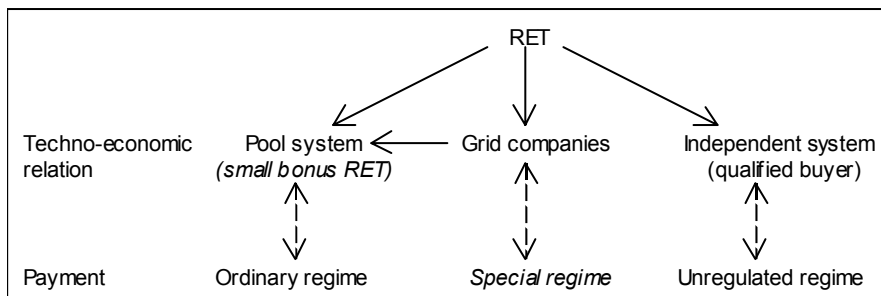 RET
Techno-economic Pool system Grid companies Independent system
relation (small bonus RET) (qualified buyer)
Payment Ordinary regime Special regime Unregulated regime